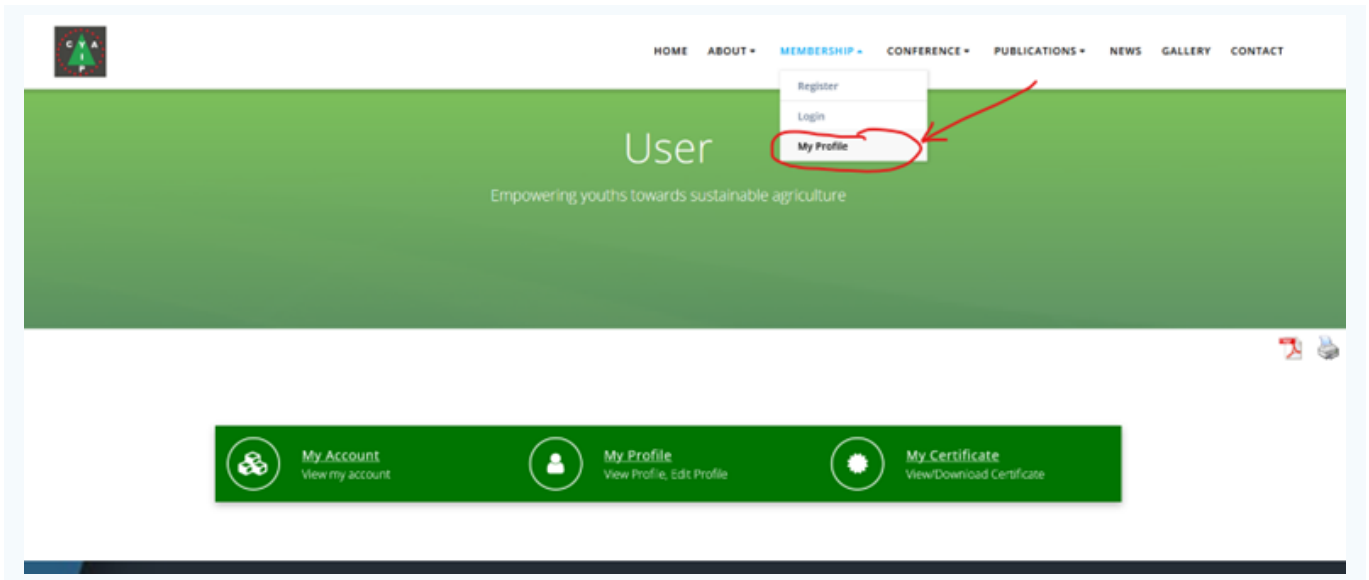 C Y A
I
P
HOME ABOUT MEMBERSHIP CONFERENCE PUBLICATIONS NEWS GALLERY CONTACT
Register
Login
My Profile
User
Empowering youths towards sustainable agriculture
My Account
View my account
My Profile
View Profile, Edit Profile
My Certificate
View/Download Certificate